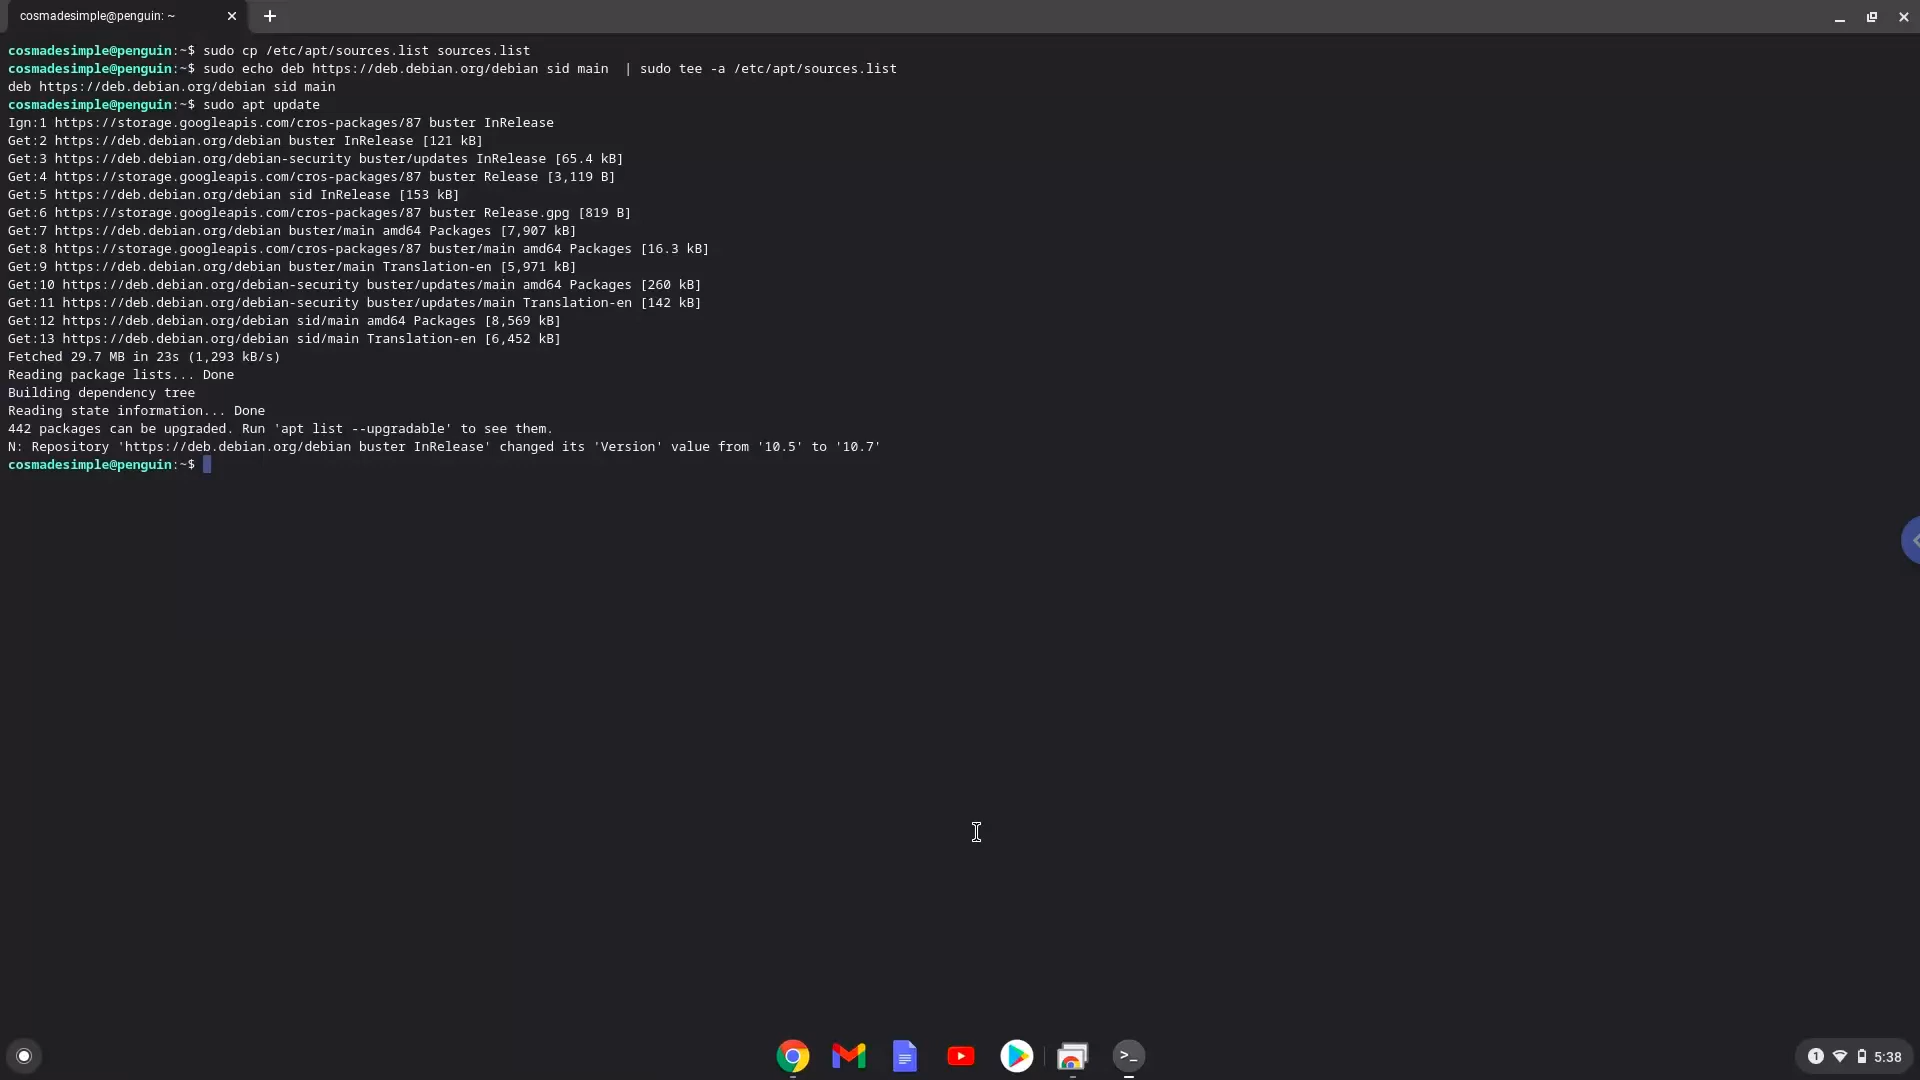 cosmadesimple@penguin: ~
cosmadesimple@penguin:~$ sudo cp /etc/apt/sources.list sources.list
cosmadesimple@penguin:~$ sudo echo deb https://deb.debian.org/debian sid main  | sudo tee -a /etc/apt/sources.list
deb https://deb.debian.org/debian sid main
cosmadesimple@penguin:~$ sudo apt update
Ign:1 https://storage.googleapis.com/cros-packages/87 buster InRelease
Get:2 https://deb.debian.org/debian buster InRelease [121 kB]
Get:3 https://deb.debian.org/debian-security buster/updates InRelease [65.4 kB]
Get:4 https://storage.googleapis.com/cros-packages/87 buster Release [3,119 B]
Get:5 https://deb.debian.org/debian sid InRelease [153 kB]
Get:6 https://storage.googleapis.com/cros-packages/87 buster Release.gpg [819 B]
Get:7 https://deb.debian.org/debian buster/main amd64 Packages [7,907 kB]
Get:8 https://storage.googleapis.com/cros-packages/87 buster/main amd64 Packages [16.3 kB]
Get:9 https://deb.debian.org/debian buster/main Translation-en [5,971 kB]
Get:10 https://deb.debian.org/debian-security buster/updates/main amd64 Packages [260 kB]
Get:11 https://deb.debian.org/debian-security buster/updates/main Translation-en [142 kB]
Get:12 https://deb.debian.org/debian sid/main amd64 Packages [8,569 kB]
Get:13 https://deb.debian.org/debian sid/main Translation-en [6,452 kB]
Fetched 29.7 MB in 23s (1,293 kB/s)
Reading package lists... Done
Building dependency tree
Reading state information... Done
442 packages can be upgraded. Run 'apt list --upgradable' to see them.
N: Repository 'https://deb.debian.org/debian buster InRelease' changed its 'Version' value from '10.5' to '10.7'
cosmadesimple@penguin:~$
>_
1 5:38